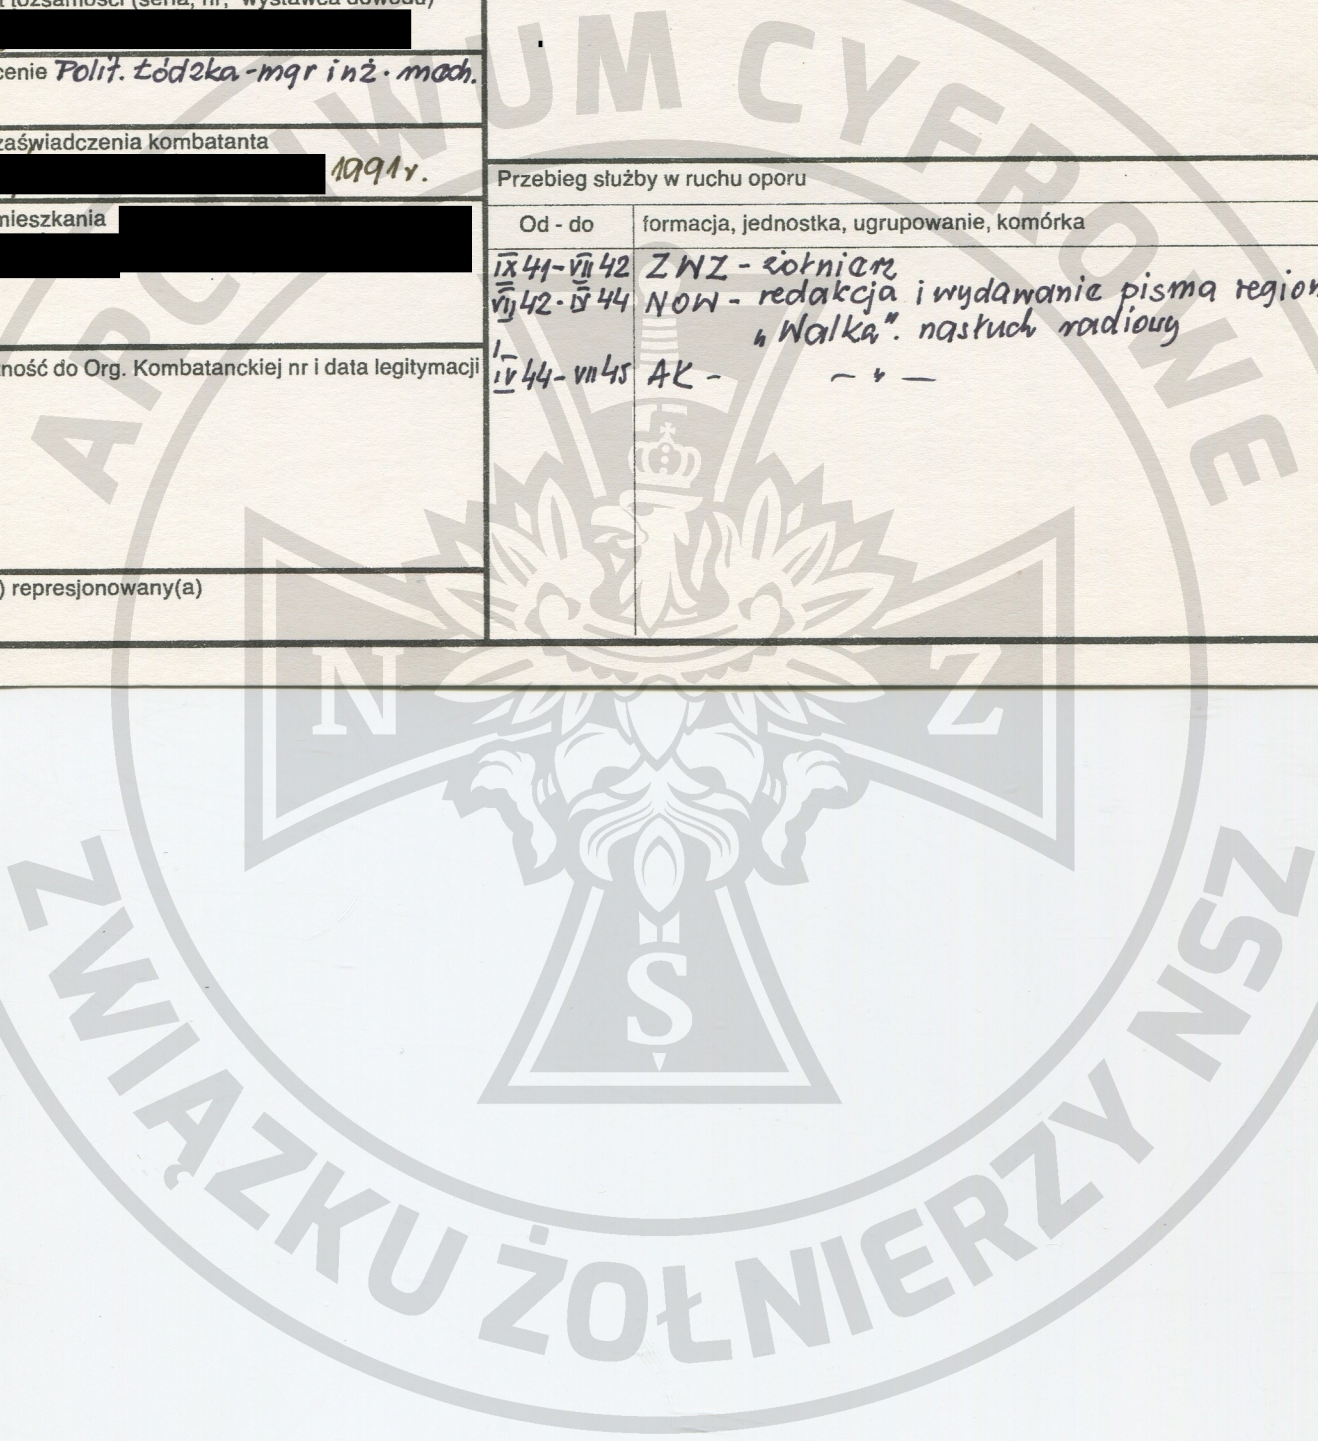 tożsamości (seria, nr, wystawca dowodu)
cenie Polit. Łódzka - mgr inż. mech.
zaświadczenia kombatanta
1991 r.
mieszkania
ność do Org. Kombatanckiej nr i data legitymacji
) represjonowany(a)
Przebieg służby w ruchu oporu
Od - do formacja, jednostka, ugrupowanie, komórka
IX 41 - VII 42 ZWZ - żołnierz
VII 42 - IV 44 NOW - redakcja i wydawanie pisma region
"Walka". nasłuch radiowy
IV 44 - VII 45 AK - — " —
ARCHIWUM CYFROWE
N Z
S
ZWIĄZKU ŻOŁNIERZY NSZ